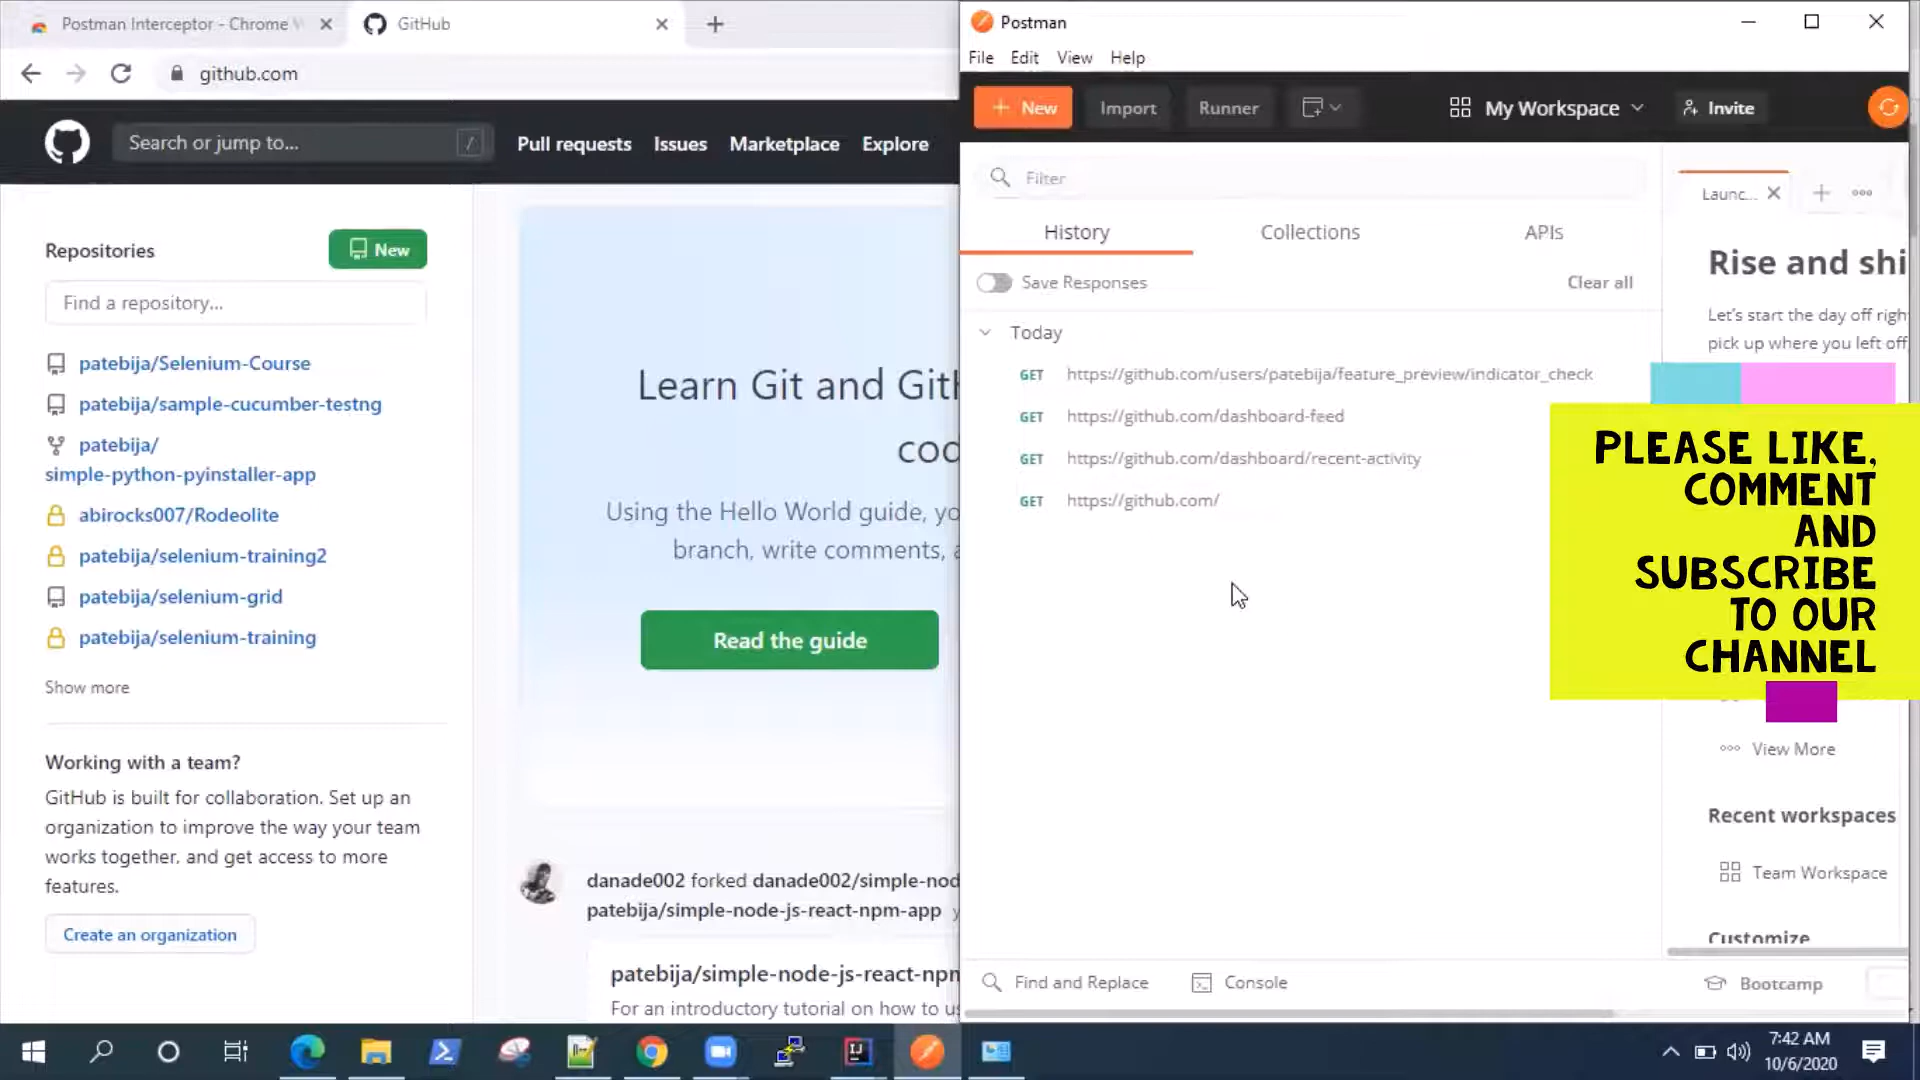 Postman Interceptor - Chrome
GitHub
github.com
Search or jump to...
/
Pull requests
Issues
Marketplace
Explore
Repositories
New
Find a repository...
patebija/Selenium-Course
patebija/sample-cucumber-testng
patebija/
simple-python-pyinstaller-app
abirocks007/Rodeolite
patebija/selenium-training2
patebija/selenium-grid
patebija/selenium-training
Show more
Working with a team?
GitHub is built for collaboration. Set up an
organization to improve the way your team
works together, and get access to more
features.
Create an organization
Learn Git and GitH
cod
Using the Hello World guide, yo
branch, write comments, a
Read the guide
danade002 forked danade002/simple-nod
patebija/simple-node-js-react-npm-app y
patebija/simple-node-js-react-npm
For an introductory tutorial on how to us
Postman
File
Edit
View
Help
+ New
Import
Runner
My Workspace
Invite
Filter
History
Collections
APIs
Save Responses
Clear all
Today
GET https://github.com/users/patebija/feature_preview/indicator_check
GET https://github.com/dashboard-feed
GET https://github.com/dashboard/recent-activity
GET https://github.com/
Launc...
Rise and shi
Let's start the day off righ
pick up where you left off,
PLEASE LIKE,
COMMENT
AND
SUBSCRIBE
TO OUR
CHANNEL
View More
Recent workspaces
Team Workspace
Customize
Find and Replace
Console
Bootcamp
IJ
7:42 AM
10/6/2020